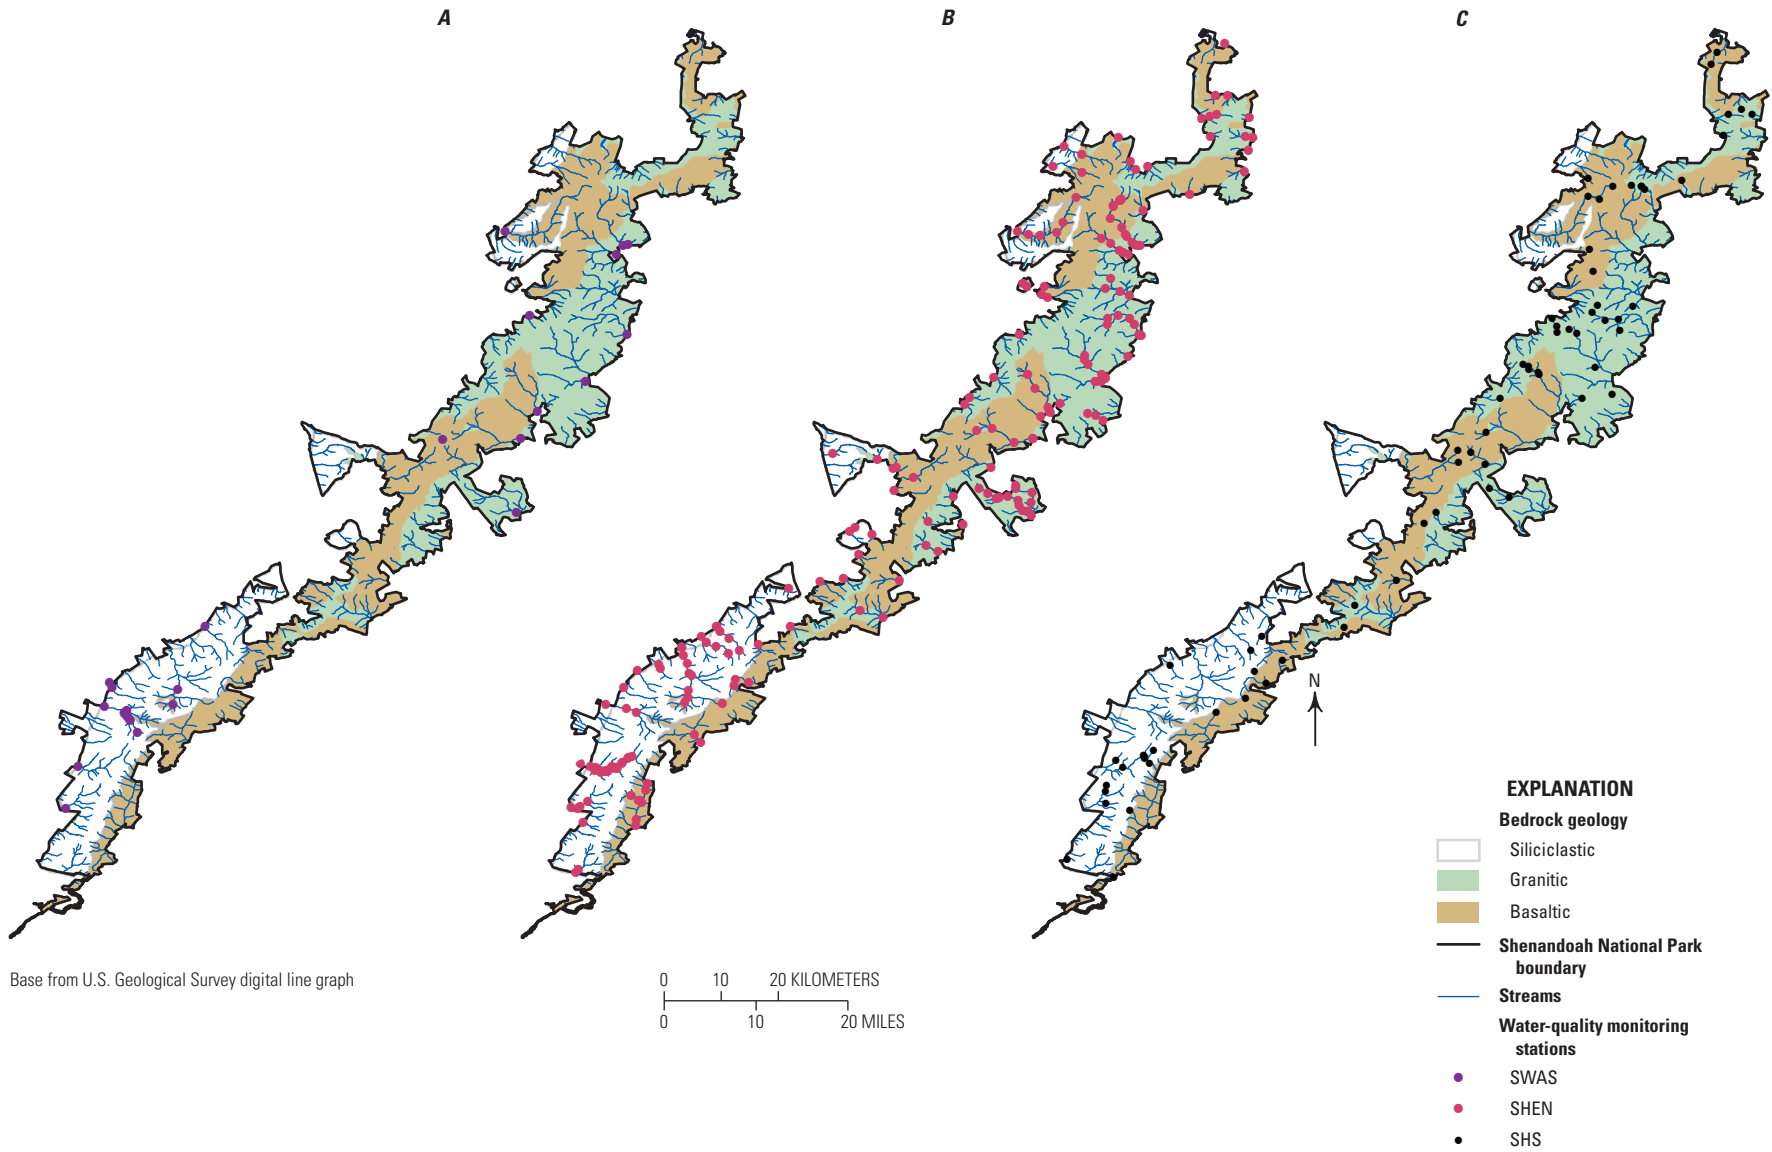 A
B
C
N
EXPLANATION
Bedrock geology
Siliciclastic
Granitic
Basaltic
Shenandoah National Park
boundary
Streams
Water-quality monitoring
stations
SWAS
SHEN
SHS
Base from U.S. Geological Survey digital line graph
0 10 20 KILOMETERS
0 10 20 MILES